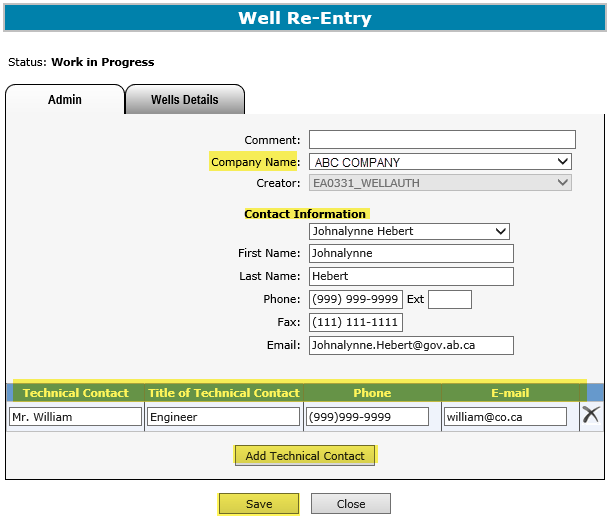 Well Re-Entry
Status: Work in Progress
Admin Wells Details
Comment:
Company Name: ABC COMPANY
Creator: EA0331_WELLAUTH
Contact Information
Johnalynne Hebert
First Name: Johnalynne
Last Name: Hebert
Phone: (999) 999-9999 Ext
Fax: (111) 111-1111
Email: Johnalynne.Hebert@gov.ab.ca
Technical Contact Title of Technical Contact Phone E-mail
Mr. William Engineer (999)999-9999 william@co.ca
Add Technical Contact
Save Close